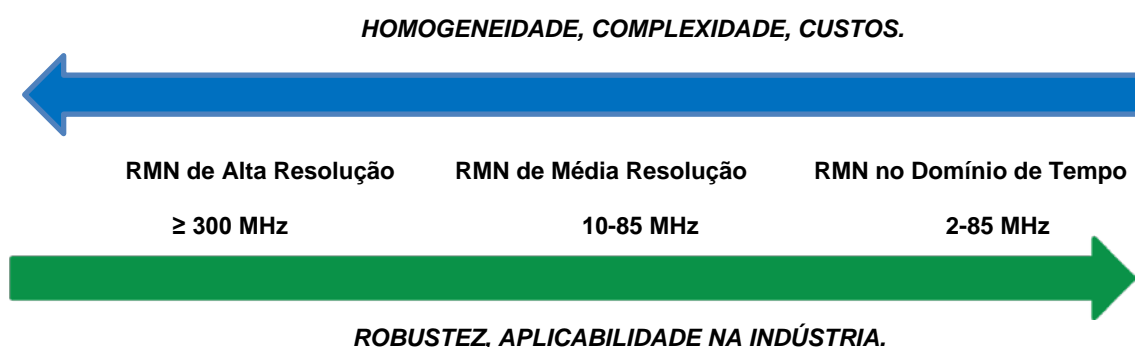 HOMOGENEIDADE, COMPLEXIDADE, CUSTOS.
RMN de Alta Resolução RMN de Média Resolução RMN no Domínio de Tempo
≥ 300 MHz 10-85 MHz 2-85 MHz
ROBUSTEZ, APLICABILIDADE NA INDÚSTRIA.